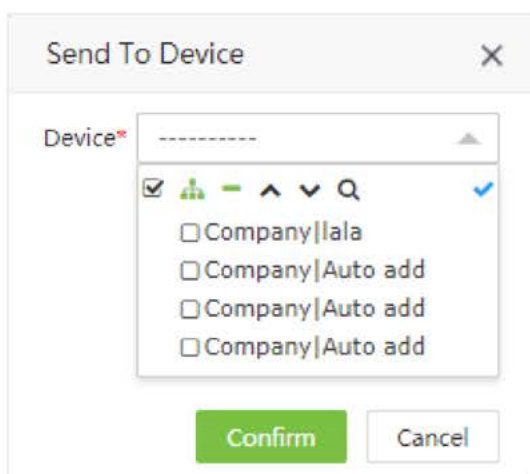 Send To Device
Device* ----------
Company|lala
Company|Auto add
Company|Auto add
Company|Auto add
Confirm Cancel